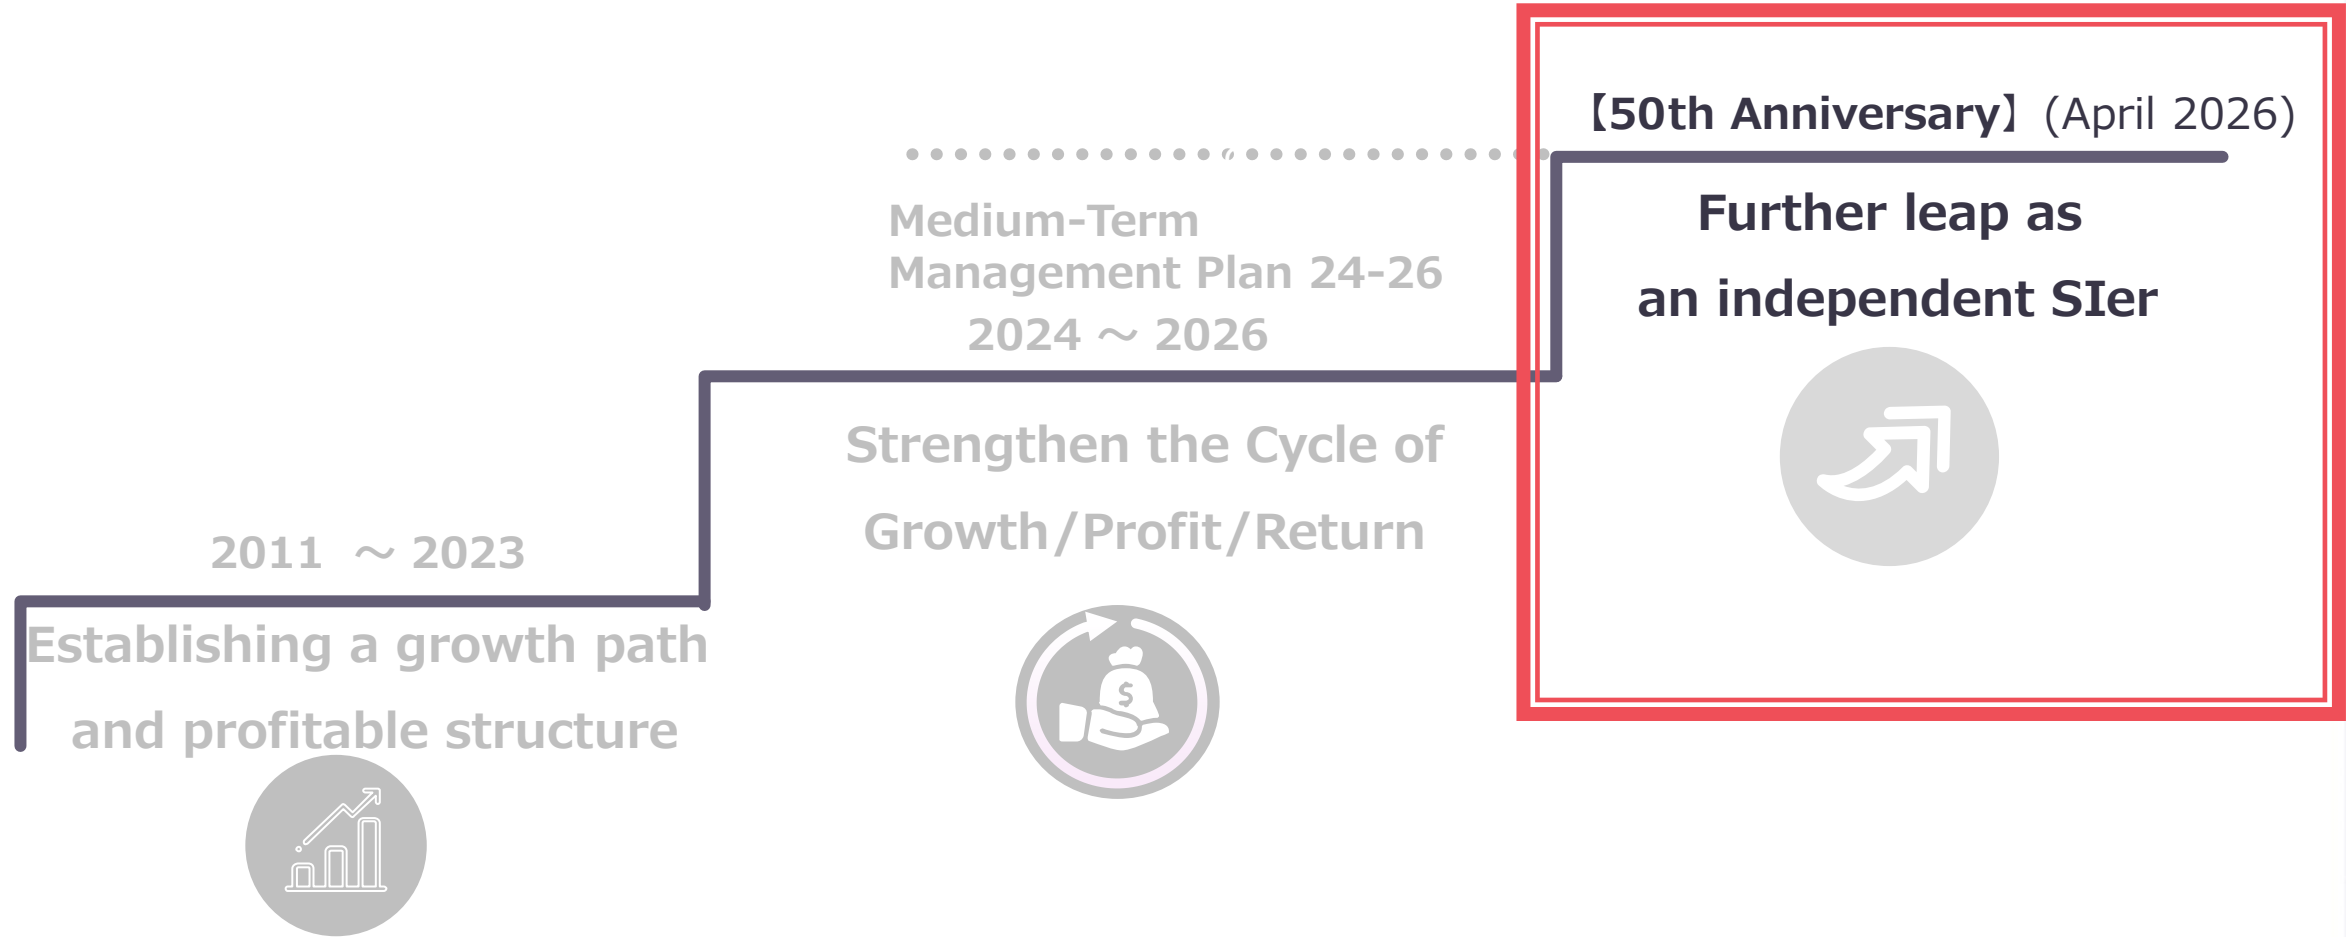 2011 ～ 2023
Establishing a growth path
and profitable structure
Medium-Term
Management Plan 24-26
2024 ～ 2026
Strengthen the Cycle of
Growth/Profit/Return
$
【50th Anniversary】 (April 2026)
Further leap as
an independent SIer